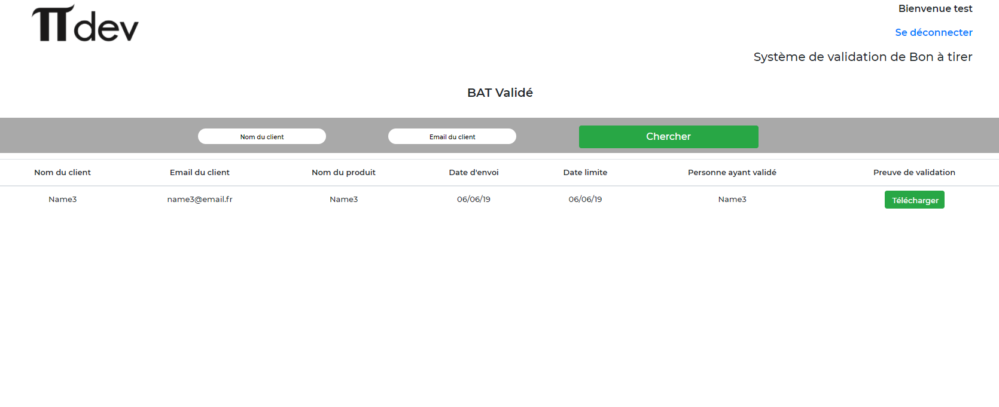 πdev
Bienvenue test
Se déconnecter
Système de validation de Bon à tirer
BAT Validé
Nom du client Email du client Chercher
Nom du client Email du client Nom du produit Date d'envoi Date limite Personne ayant validé Preuve de validation
Name3 name3@email.fr Name3 06/06/19 06/06/19 Name3 Télécharger